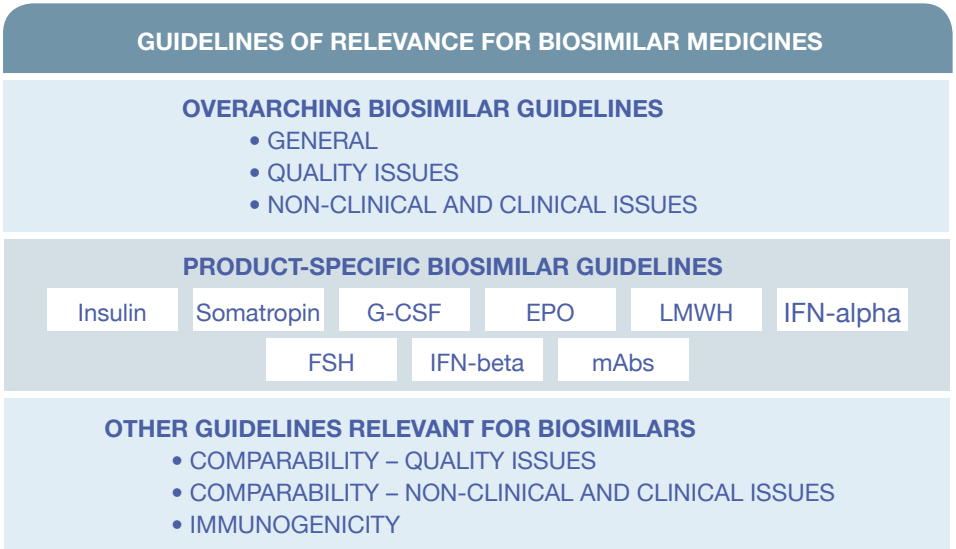 GUIDELINES OF RELEVANCE FOR BIOSIMILAR MEDICINES
OVERARCHING BIOSIMILAR GUIDELINES
• GENERAL
• QUALITY ISSUES
• NON-CLINICAL AND CLINICAL ISSUES
PRODUCT-SPECIFIC BIOSIMILAR GUIDELINES
Insulin Somatropin G-CSF EPO LMWH IFN-alpha
FSH IFN-beta mAbs
OTHER GUIDELINES RELEVANT FOR BIOSIMILARS
• COMPARABILITY – QUALITY ISSUES
• COMPARABILITY – NON-CLINICAL AND CLINICAL ISSUES
• IMMUNOGENICITY